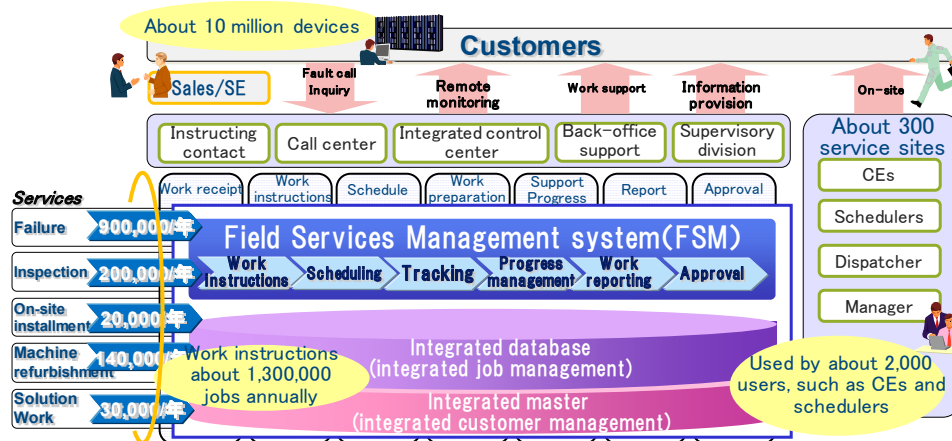 About 10 million devices
Customers
Sales/SE
Fault call
Inquiry
Remote
monitoring
Work support
Information
provision
On-site
Instructing
contact
Call center
Integrated control
center
Back-office
support
Supervisory
division
About 300
service sites
CEs
Schedulers
Dispatcher
Manager
Work receipt
Work
instructions
Schedule
Work
preparation
Support
Progress
Report
Approval
Services
Failure
900,000/年
Inspection
200,000/年
On-site
installment
20,000/年
Machine
refurbishment
140,000/年
Solution
Work
30,000/年
Field Services Management system(FSM)
Work
Instructions
Scheduling
Tracking
Progress
management
Work
reporting
Approval
Integrated database
(integrated job management)
Integrated master
(integrated customer management)
Work instructions
about 1,300,000
jobs annually
Used by about 2,000
users, such as CEs and
schedulers